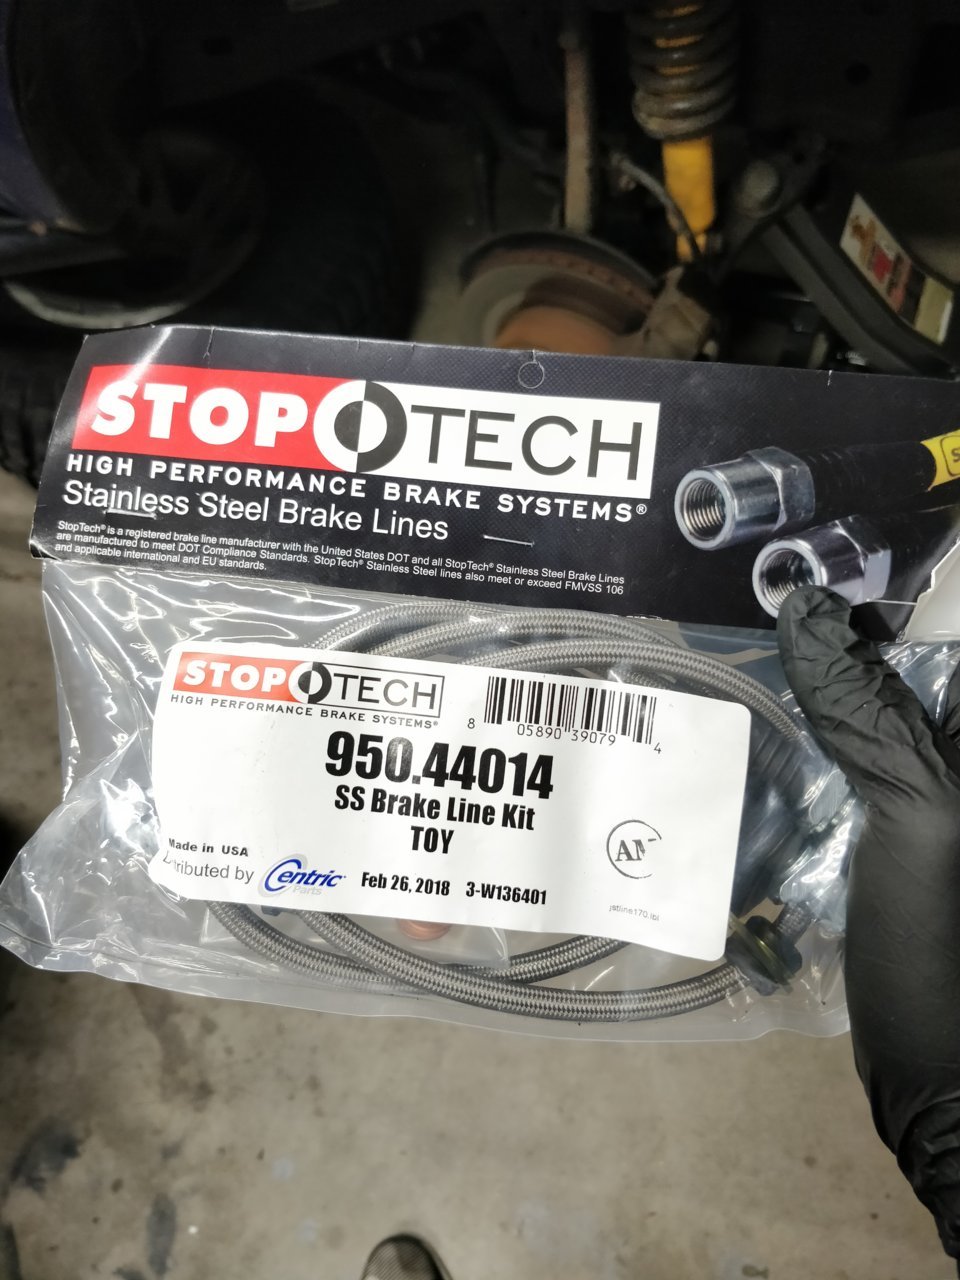 STOPTECH
HIGH PERFORMANCE BRAKE SYSTEMS®
Stainless Steel Brake Lines
StopTech® is a registered brake line manufacturer with the United States DOT and all StopTech® Stainless Steel Brake Lines
are manufactured to meet DOT Compliance Standards. StopTech® Stainless Steel lines also meet or exceed FMVSS 106
and applicable international and EU standards.
STOPTECH
HIGH PERFORMANCE BRAKE SYSTEMS®
8 05890 39079 4
950.44014
SS Brake Line Kit
TOY
Made in USA
Centric
Parts
Feb 26, 2018 3-W136401
by